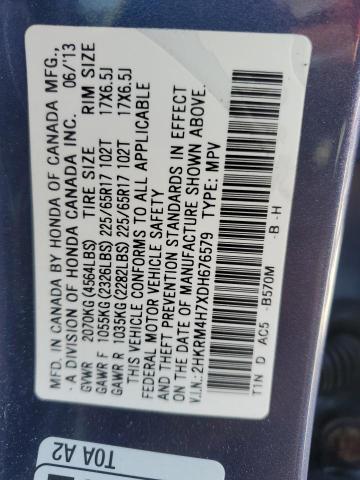 MFD. IN CANADA BY HONDA OF CANADA MFG.,
A DIVISION OF HONDA CANADA INC. 06/'13
GVWR 2070KG (4564LBS) TIRE SIZE RIM SIZE
GAWR F 1055KG (2326LBS) 225/65R17 102T 17X6.5J
GAWR R 1035KG (2282LBS) 225/65R17 102T 17X6.5J
THIS VEHICLE CONFORMS TO ALL APPLICABLE
FEDERAL MOTOR VEHICLE SAFETY
AND THEFT PREVENTION STANDARDS IN EFFECT
ON THE DATE OF MANUFACTURE SHOWN ABOVE.
V.I.N.: 2HKRM4H7XDH676579 TYPE: MPV
T1N D AC5 -B570M -B -H
T0A A2